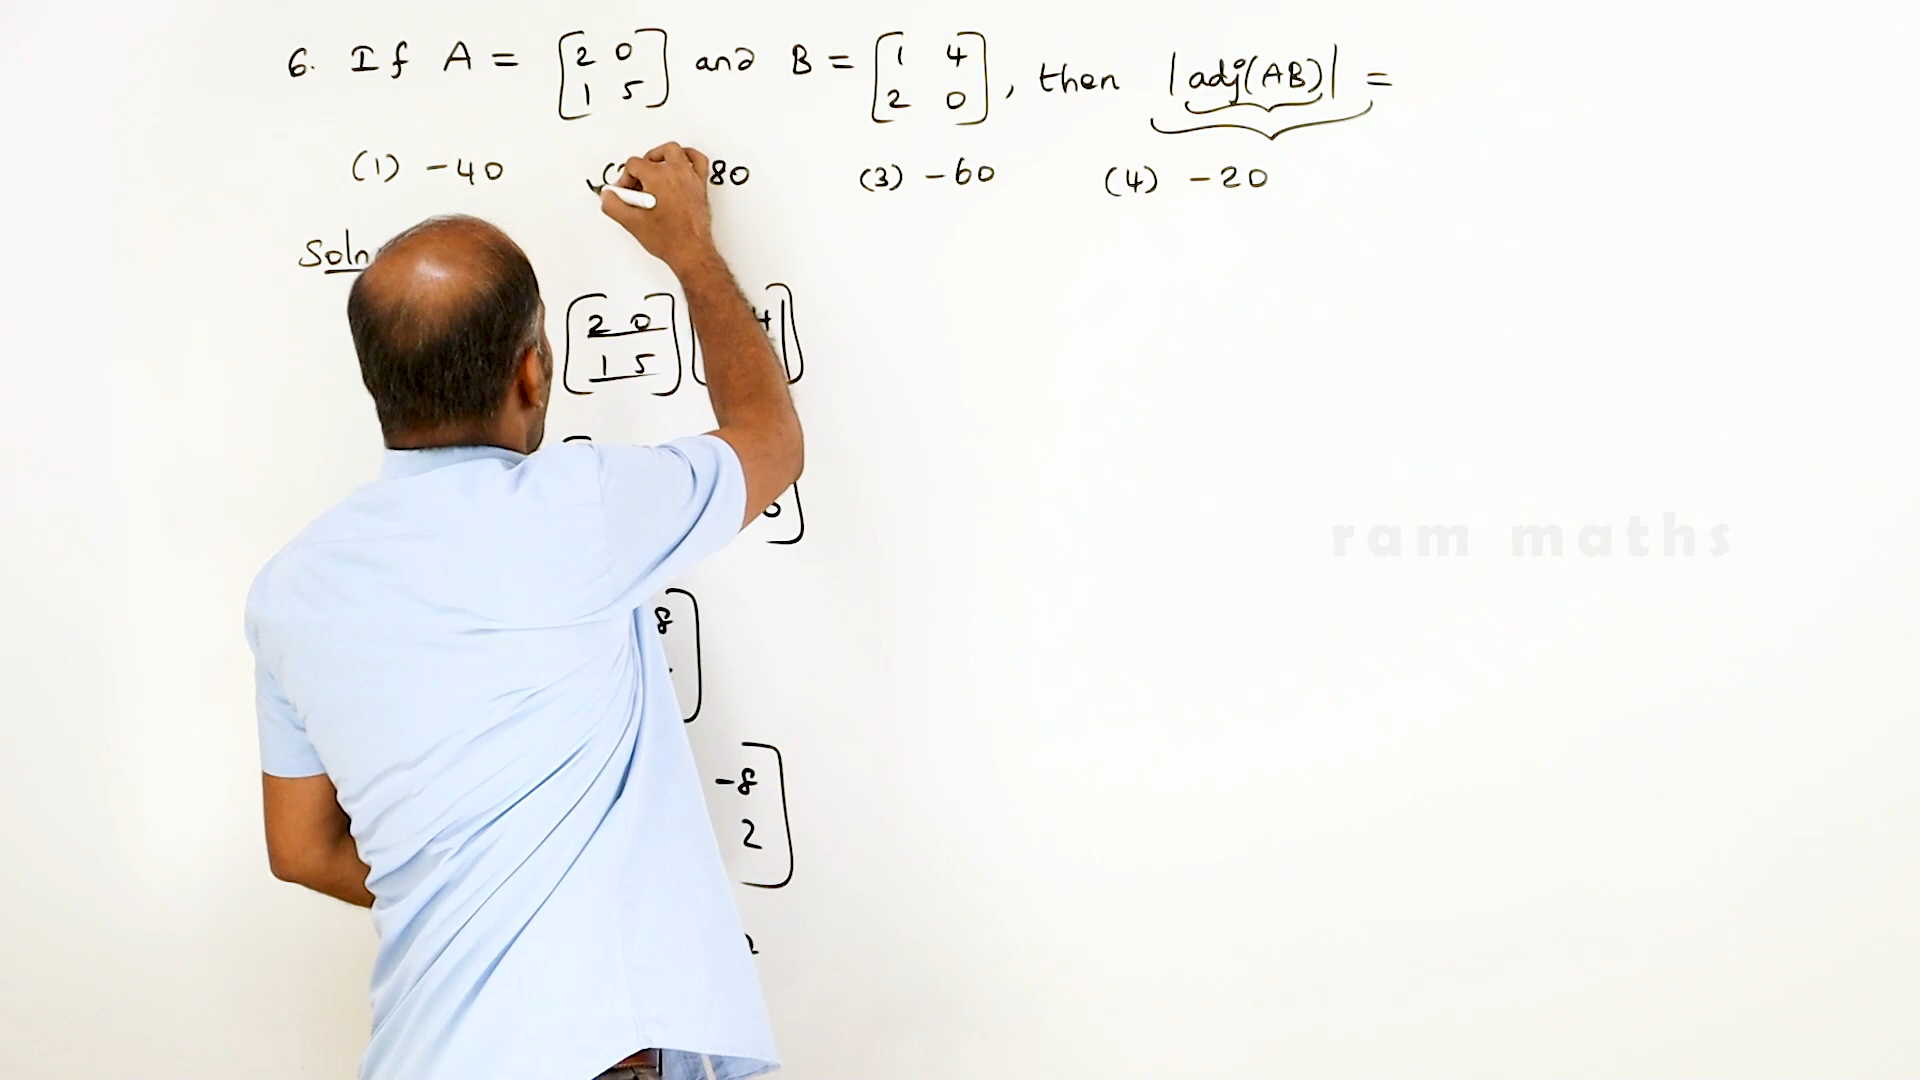 6. If A = [2 0 1 5] and B = [1 4 2 0], then |adj(AB)| =
(1) -40 80 (3) -60 (4) -20
Soln
2 0
1 5
8
-8
2
ram maths